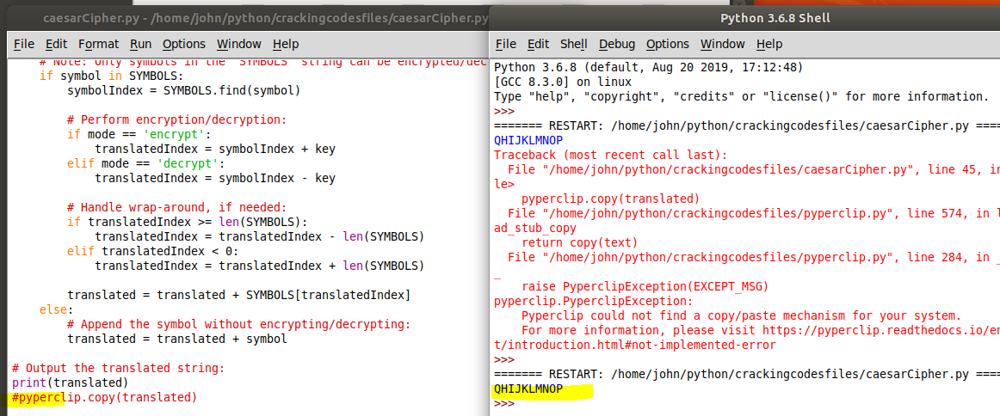 caesarCipher.py - /home/john/python/crackingcodesfiles/caesarCipher.py
File Edit Format Run Options Window Help
# Note: Only symbols in the `SYMBOLS` string can be encrypted/dec
if symbol in SYMBOLS:
symbolIndex = SYMBOLS.find(symbol)
# Perform encryption/decryption:
if mode == 'encrypt':
translatedIndex = symbolIndex + key
elif mode == 'decrypt':
translatedIndex = symbolIndex - key
# Handle wrap-around, if needed:
if translatedIndex >= len(SYMBOLS):
translatedIndex = translatedIndex - len(SYMBOLS)
elif translatedIndex < 0:
translatedIndex = translatedIndex + len(SYMBOLS)
translated = translated + SYMBOLS[translatedIndex]
else:
# Append the symbol without encrypting/decrypting:
translated = translated + symbol
# Output the translated string:
print(translated)
#pyperclip.copy(translated)
Python 3.6.8 Shell
File Edit Shell Debug Options Window Help
Python 3.6.8 (default, Aug 20 2019, 17:12:48)
[GCC 8.3.0] on linux
Type "help", "copyright", "credits" or "license()" for more information.
>>>
======= RESTART: /home/john/python/crackingcodesfiles/caesarCipher.py ====
QHIJKLMNOP
Traceback (most recent call last):
File "/home/john/python/crackingcodesfiles/caesarCipher.py", line 45, in
le>
pyperclip.copy(translated)
File "/home/john/python/crackingcodesfiles/pyperclip.py", line 574, in l
ad_stub_copy
return copy(text)
File "/home/john/python/crackingcodesfiles/pyperclip.py", line 284, in _
_
raise PyperclipException(EXCEPT_MSG)
pyperclip.PyperclipException:
Pyperclip could not find a copy/paste mechanism for your system.
For more information, please visit https://pyperclip.readthedocs.io/en
t/introduction.html#not-implemented-error
>>>
======= RESTART: /home/john/python/crackingcodesfiles/caesarCipher.py ====
QHIJKLMNOP
>>>